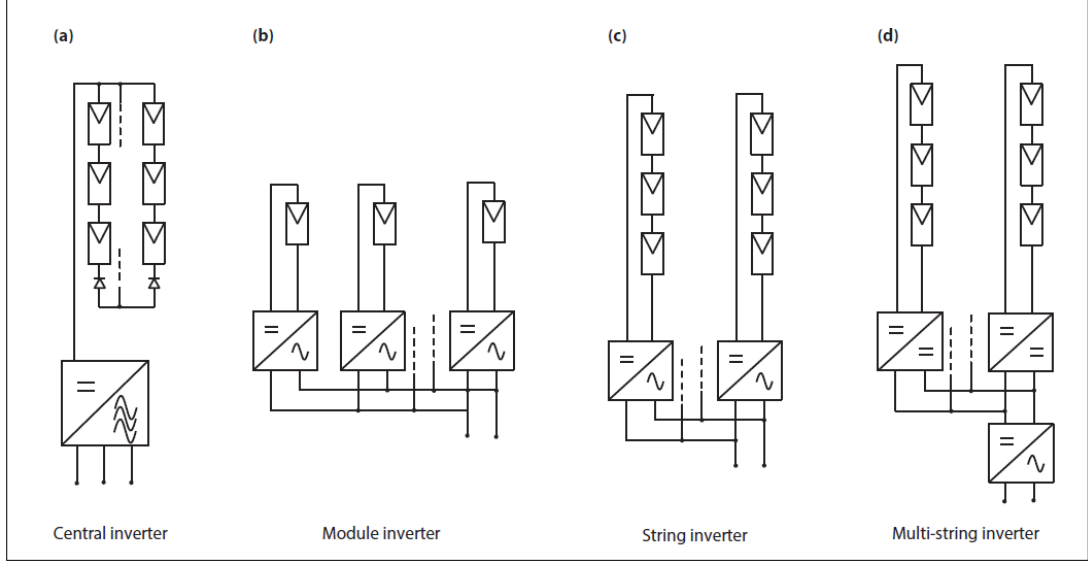 (a)
(b)
(c)
(d)
Central inverter
Module inverter
String inverter
Multi-string inverter